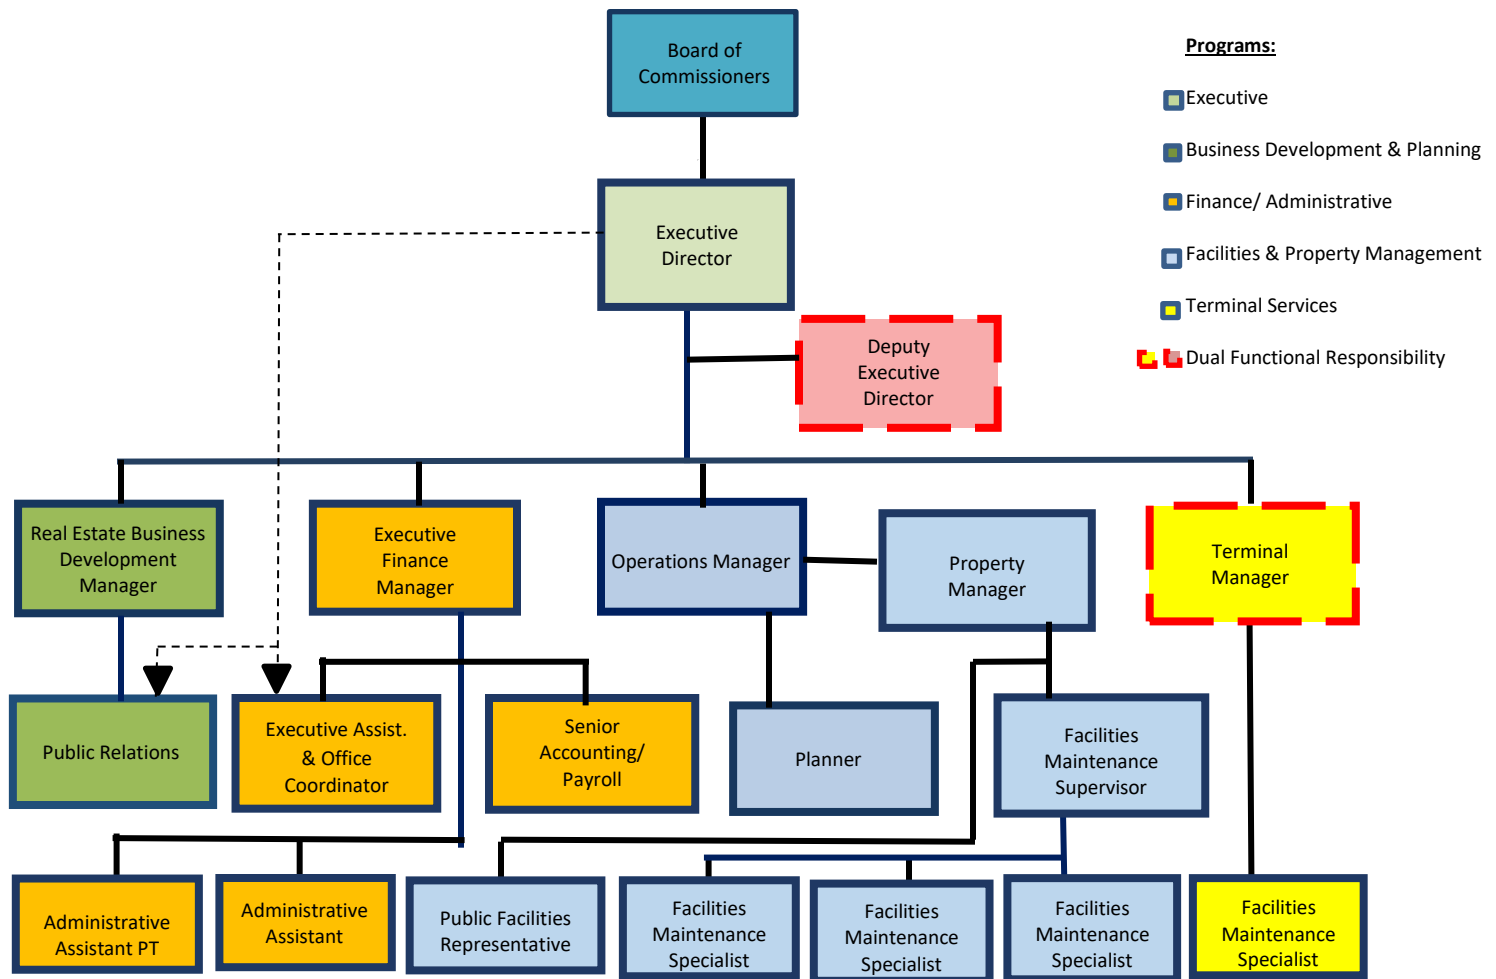 Board of
Commissioners
Programs:
Executive
Business Development & Planning
Finance/ Administrative
Facilities & Property Management
Terminal Services
Dual Functional Responsibility
Executive
Director
Deputy
Executive
Director
Real Estate Business
Development
Manager
Executive
Finance
Manager
Operations Manager
Property
Manager
Terminal
Manager
Public Relations
Executive Assist.
& Office
Coordinator
Senior
Accounting/
Payroll
Planner
Facilities
Maintenance
Supervisor
Administrative
Assistant PT
Administrative
Assistant
Public Facilities
Representative
Facilities
Maintenance
Specialist
Facilities
Maintenance
Specialist
Facilities
Maintenance
Specialist
Facilities
Maintenance
Specialist